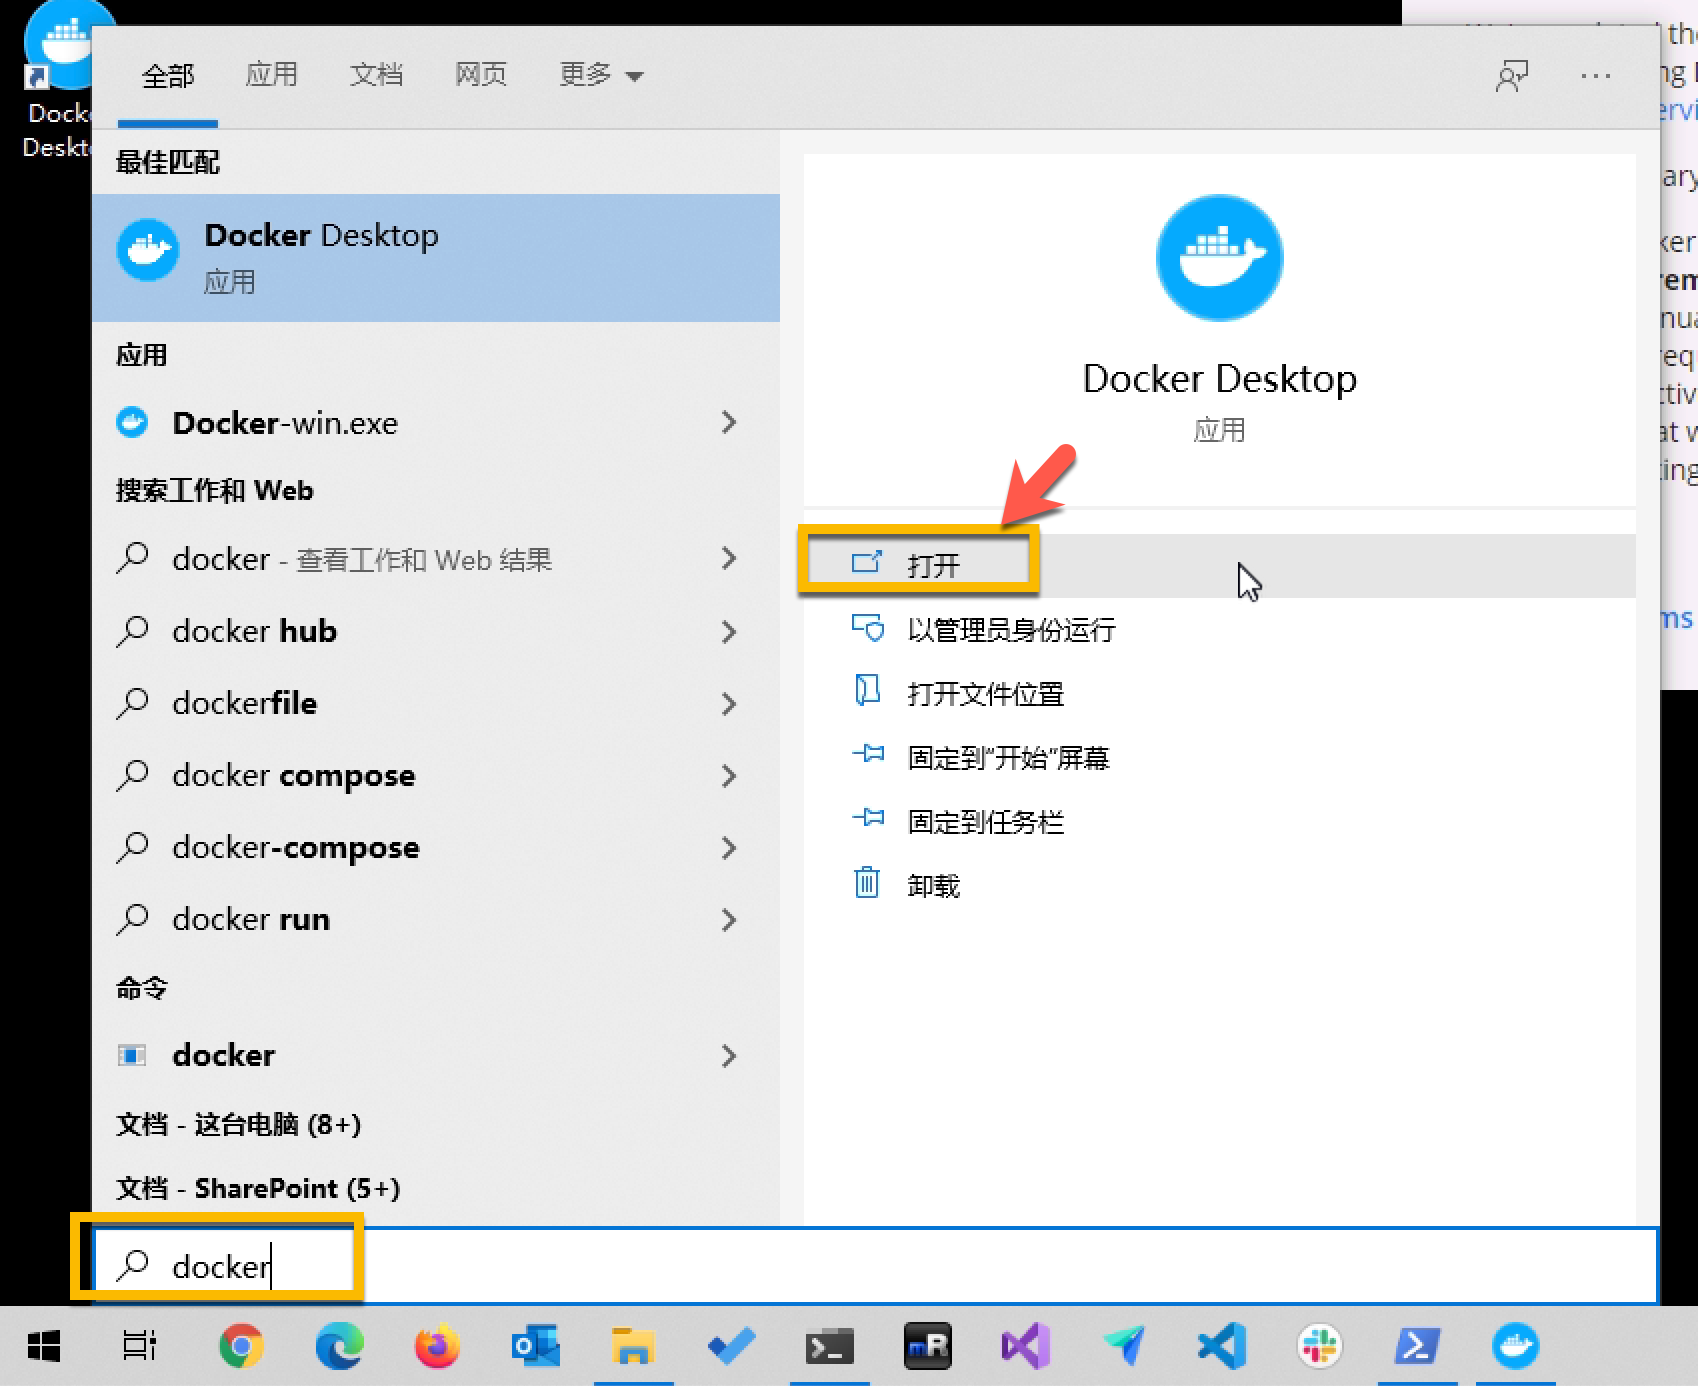 Dock
Deskt
全部 应用 文档 网页 更多
最佳匹配
Docker Desktop
应用
应用
Docker-win.exe
搜索工作和 Web
docker - 查看工作和 Web 结果
docker hub
dockerfile
docker compose
docker-compose
docker run
命令
docker
文档 - 这台电脑 (8+)
文档 - SharePoint (5+)
docker
Docker Desktop
应用
打开
以管理员身份运行
打开文件位置
固定到“开始”屏幕
固定到任务栏
卸载